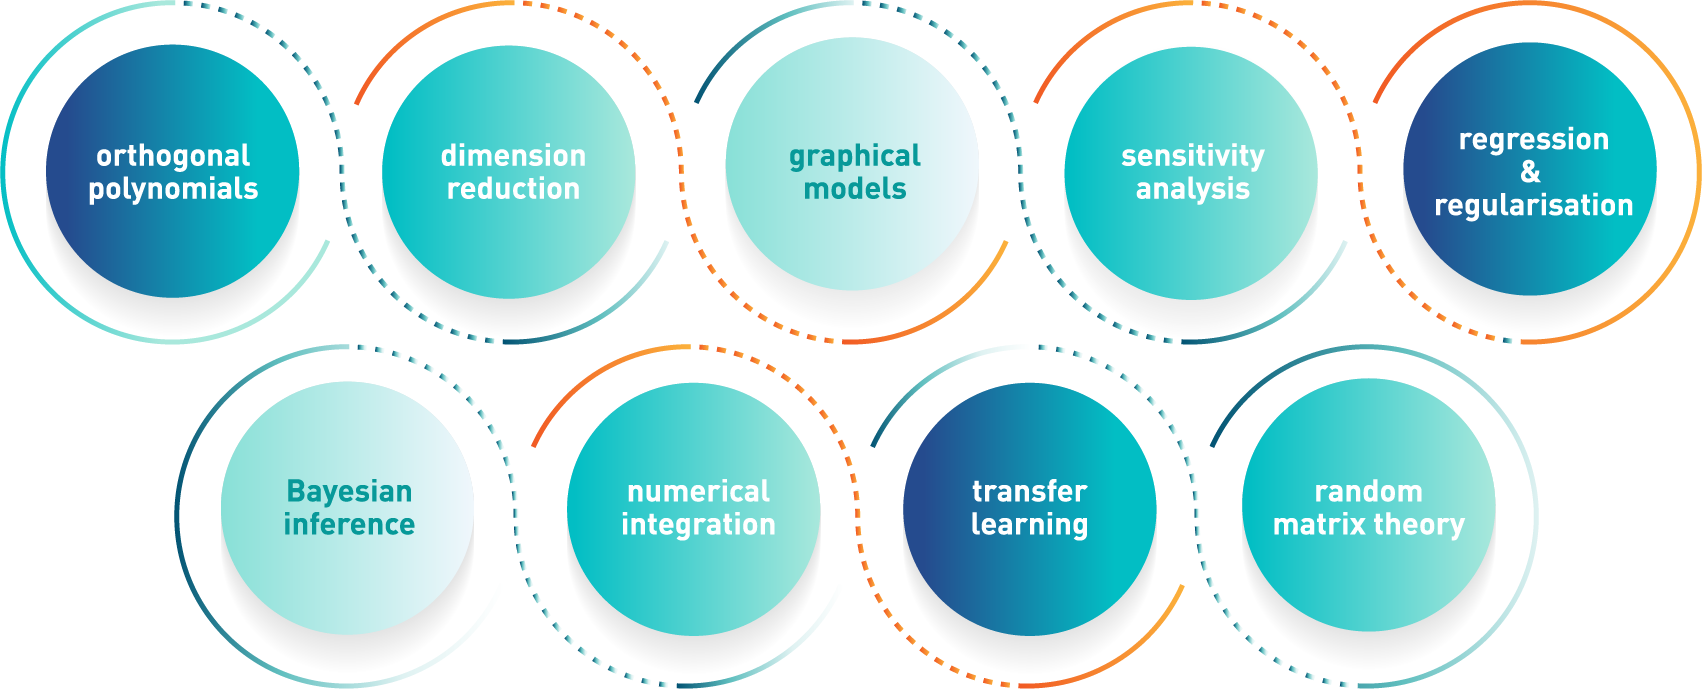 orthogonal
polynomials
dimension
reduction
graphical
models
sensitivity
analysis
regression
&
regularisation
Bayesian
inference
numerical
integration
transfer
learning
random
matrix theory